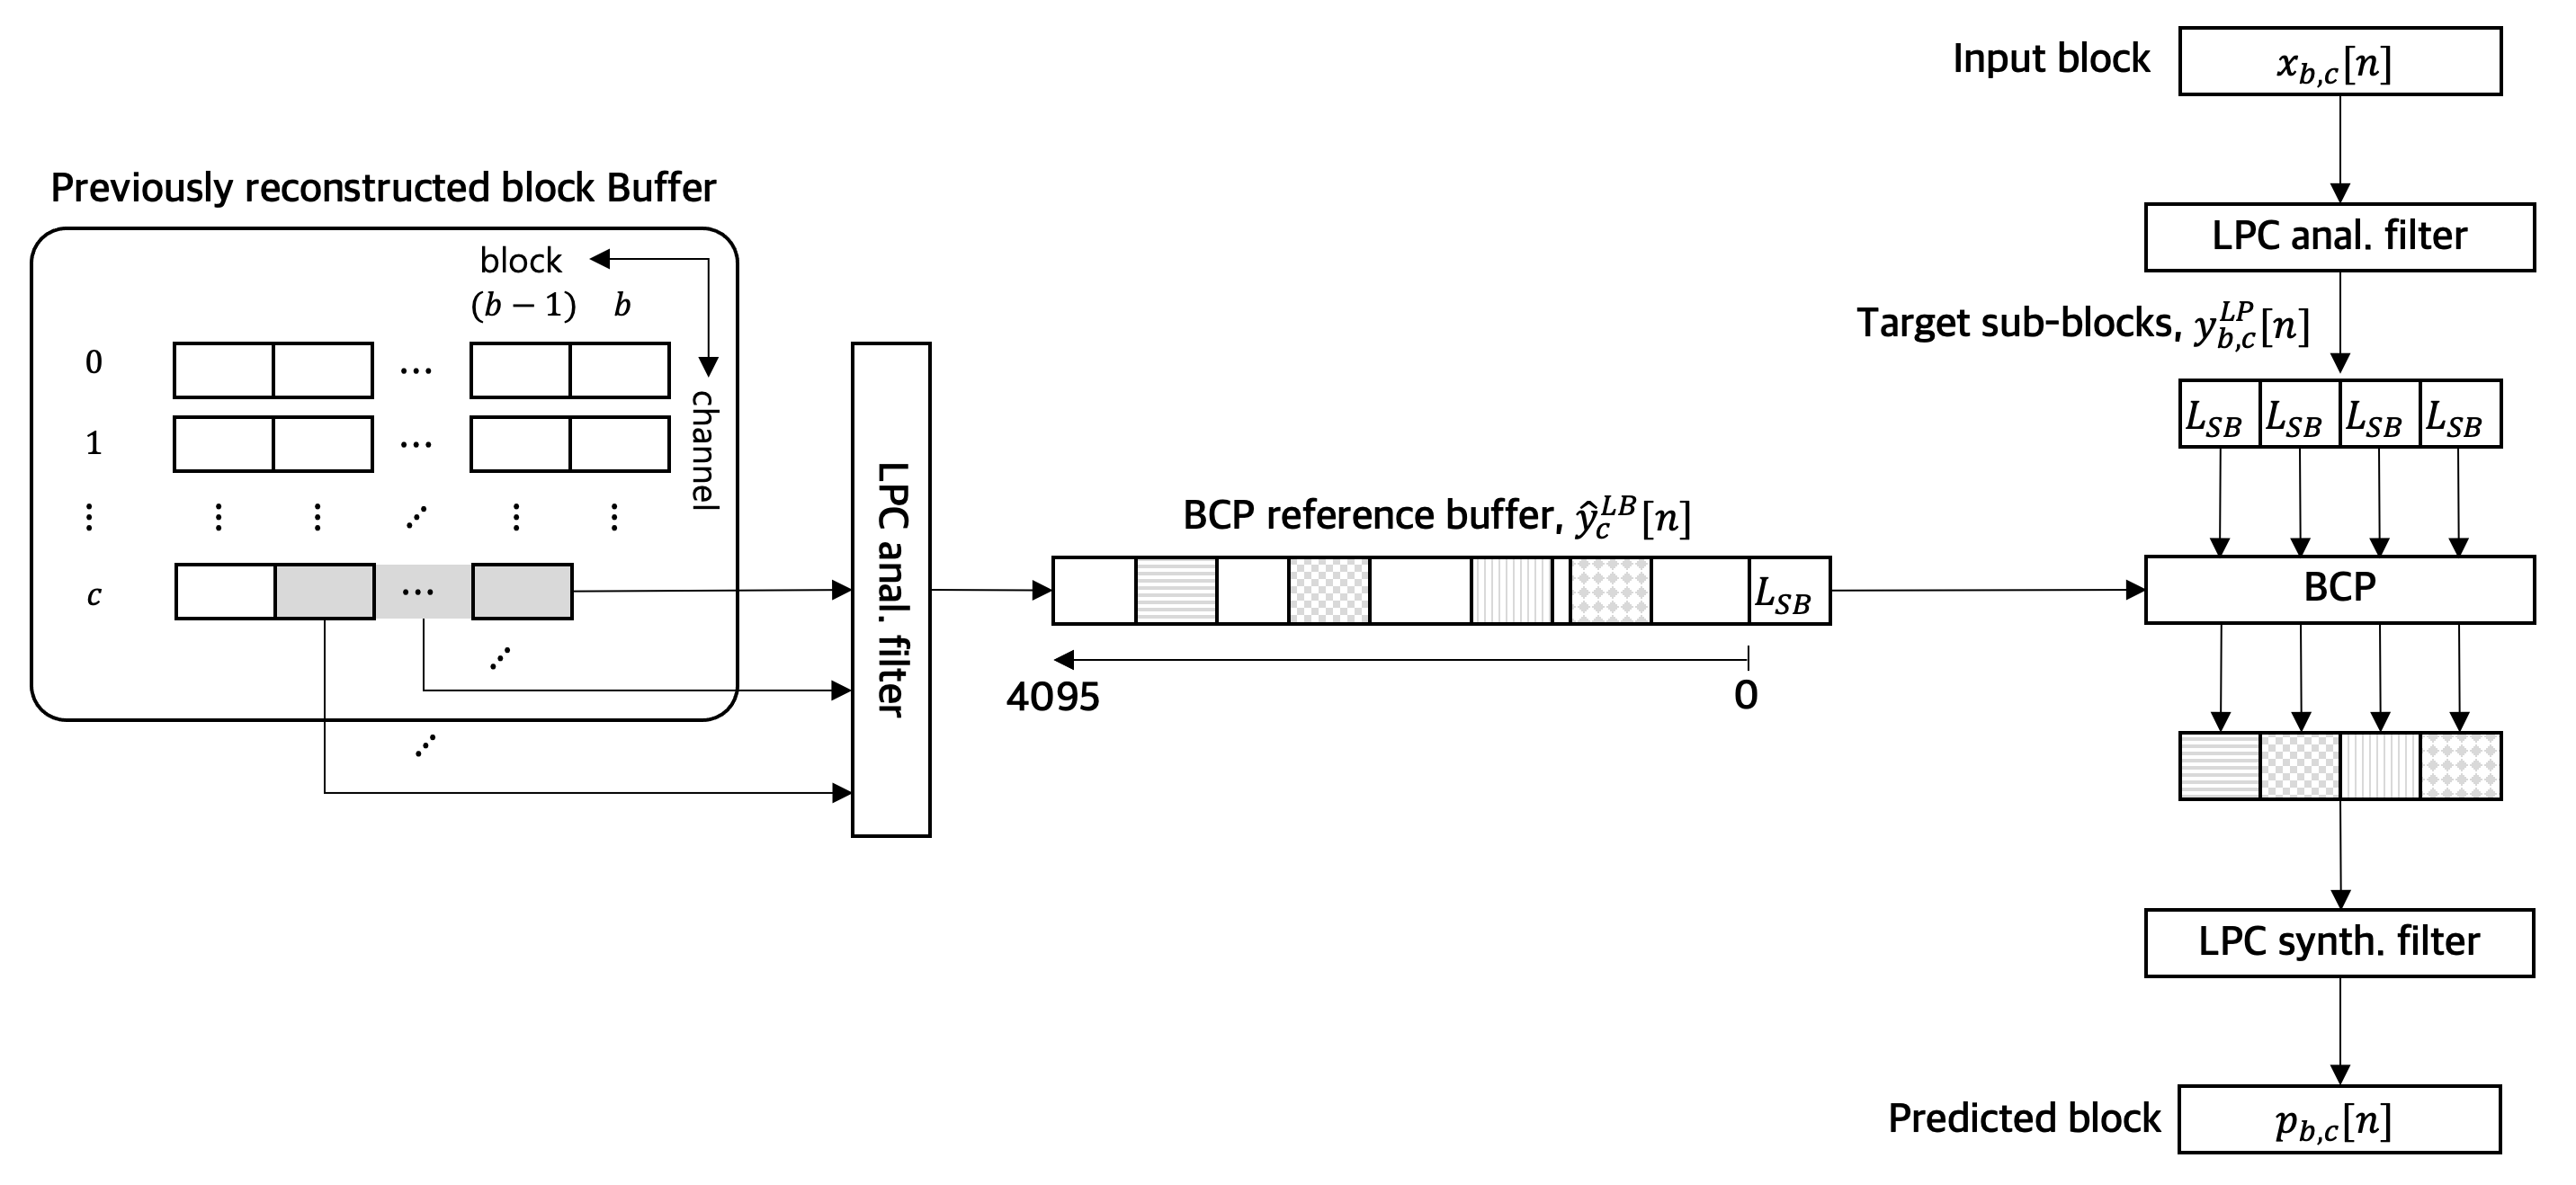 Input block
x_{b,c}[n]
LPC anal. filter
Target sub-blocks, y_{b,c}^{LP}[n]
L_{SB} L_{SB} L_{SB} L_{SB}
BCP
LPC synth. filter
Predicted block
p_{b,c}[n]
Previously reconstructed block Buffer
block
(b − 1) b
channel
0 ⋯
1 ⋯
⋮ ⋮ ⋮ ⋰ ⋮ ⋮
c ⋯
⋰
⋰
LPC anal. filter
BCP reference buffer, ŷ_{c}^{LB}[n]
L_{SB}
4095 0